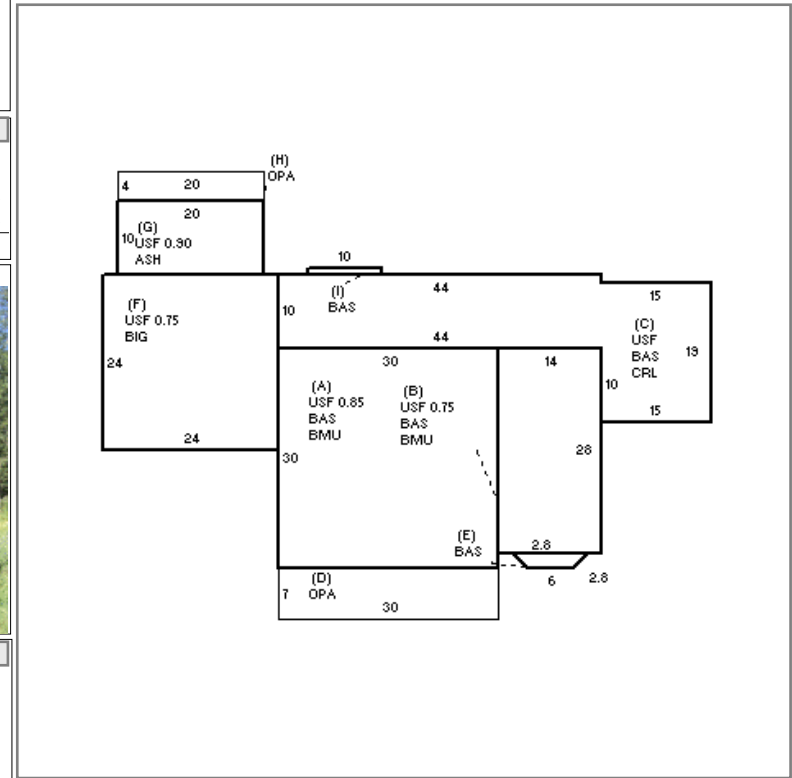 (H)
OPA
4
20
20
(G)
10
USF 0.90
ASH
10
(I)
BAS
44
(F)
USF 0.75
BIG
10
15
(C)
USF
BAS
CRL
19
44
24
30
14
10
(A)
USF 0.85
BAS
BMU
(B)
USF 0.75
BAS
BMU
15
24
30
28
(E)
BAS
2.8
(D)
OPA
7
6
2.8
30